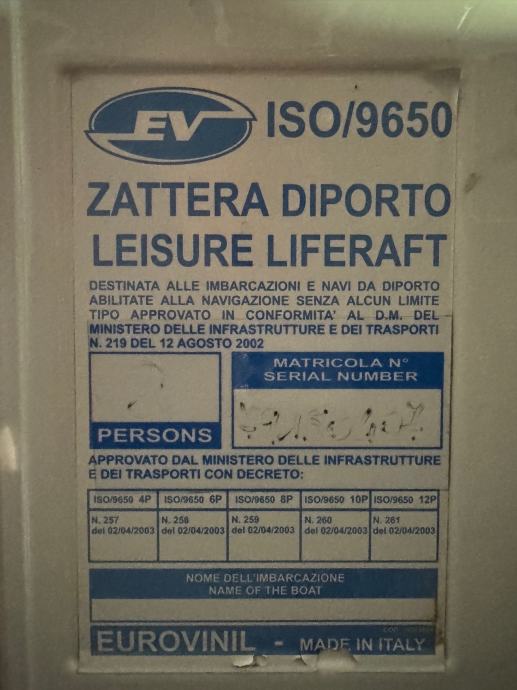 EV ISO/9650
ZATTERA DIPORTO
LEISURE LIFERAFT
DESTINATA ALLE IMBARCAZIONI E NAVI DA DIPORTO
ABILITATE ALLA NAVIGAZIONE SENZA ALCUN LIMITE
TIPO APPROVATO IN CONFORMITA' AL D.M. DEL
MINISTERO DELLE INFRASTRUTTURE E DEI TRASPORTI
N. 219 DEL 12 AGOSTO 2002
MATRICOLA N°
SERIAL NUMBER
PERSONS
APPROVATO DAL MINISTERO DELLE INFRASTRUTTURE
E DEI TRASPORTI CON DECRETO:
ISO/9650 4P ISO/9650 6P ISO/9650 8P ISO/9650 10P ISO/9650 12P
N. 257 N. 258 N. 259 N. 260 N. 261
del 02/04/2003 del 02/04/2003 del 02/04/2003 del 02/04/2003 del 02/04/2003
NOME DELL'IMBARCAZIONE
NAME OF THE BOAT
EUROVINIL - MADE IN ITALY